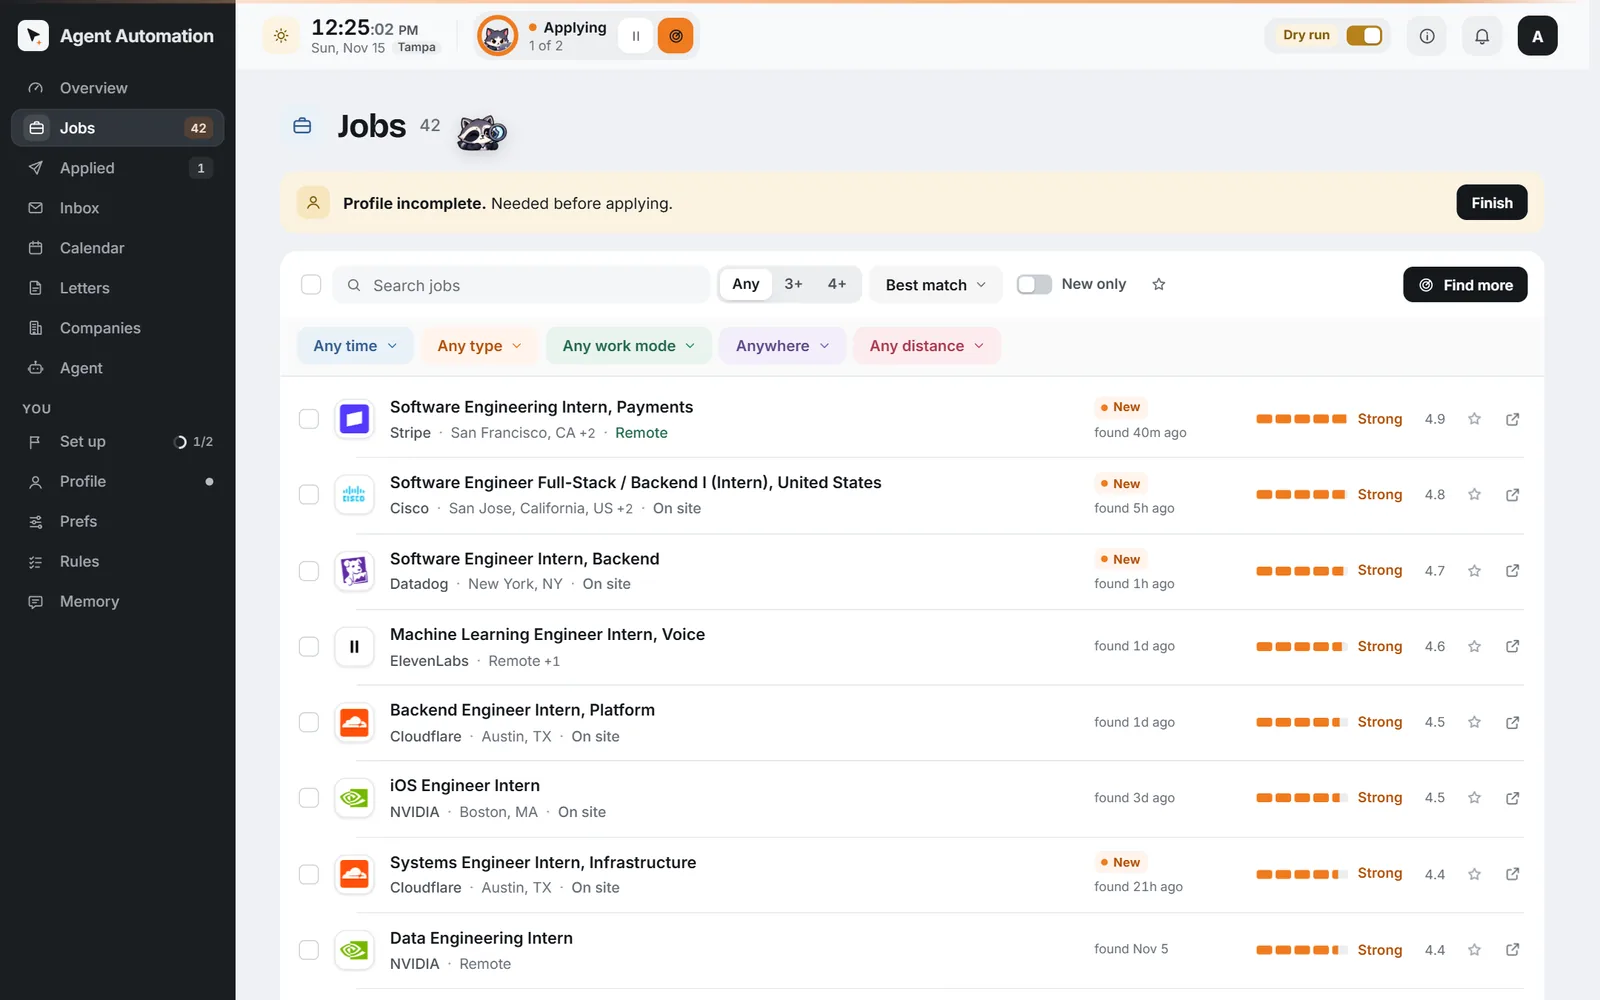 Agent Automation
Overview
Jobs 42
Applied 1
Inbox
Calendar
Letters
Companies
Agent
YOU
Set up 1/2
Profile
Prefs
Rules
Memory
12:25:02 PM
Sun, Nov 15 Tampa
Applying
1 of 2
Dry run
A
Jobs 42
Profile incomplete. Needed before applying.
Finish
Search jobs
Any 3+ 4+
Best match
New only
Find more
Any time
Any type
Any work mode
Anywhere
Any distance
Software Engineering Intern, Payments
Stripe · San Francisco, CA +2 · Remote
New
found 40m ago
Strong 4.9
Software Engineer Full-Stack / Backend I (Intern), United States
CISCO
Cisco · San Jose, California, US +2 · On site
New
found 5h ago
Strong 4.8
Software Engineer Intern, Backend
Datadog · New York, NY · On site
New
found 1h ago
Strong 4.7
Machine Learning Engineer Intern, Voice
ElevenLabs · Remote +1
found 1d ago
Strong 4.6
Backend Engineer Intern, Platform
Cloudflare · Austin, TX · On site
found 1d ago
Strong 4.5
iOS Engineer Intern
NVIDIA · Boston, MA · On site
found 3d ago
Strong 4.5
Systems Engineer Intern, Infrastructure
Cloudflare · Austin, TX · On site
New
found 21h ago
Strong 4.4
Data Engineering Intern
NVIDIA · Remote
found Nov 5
Strong 4.4